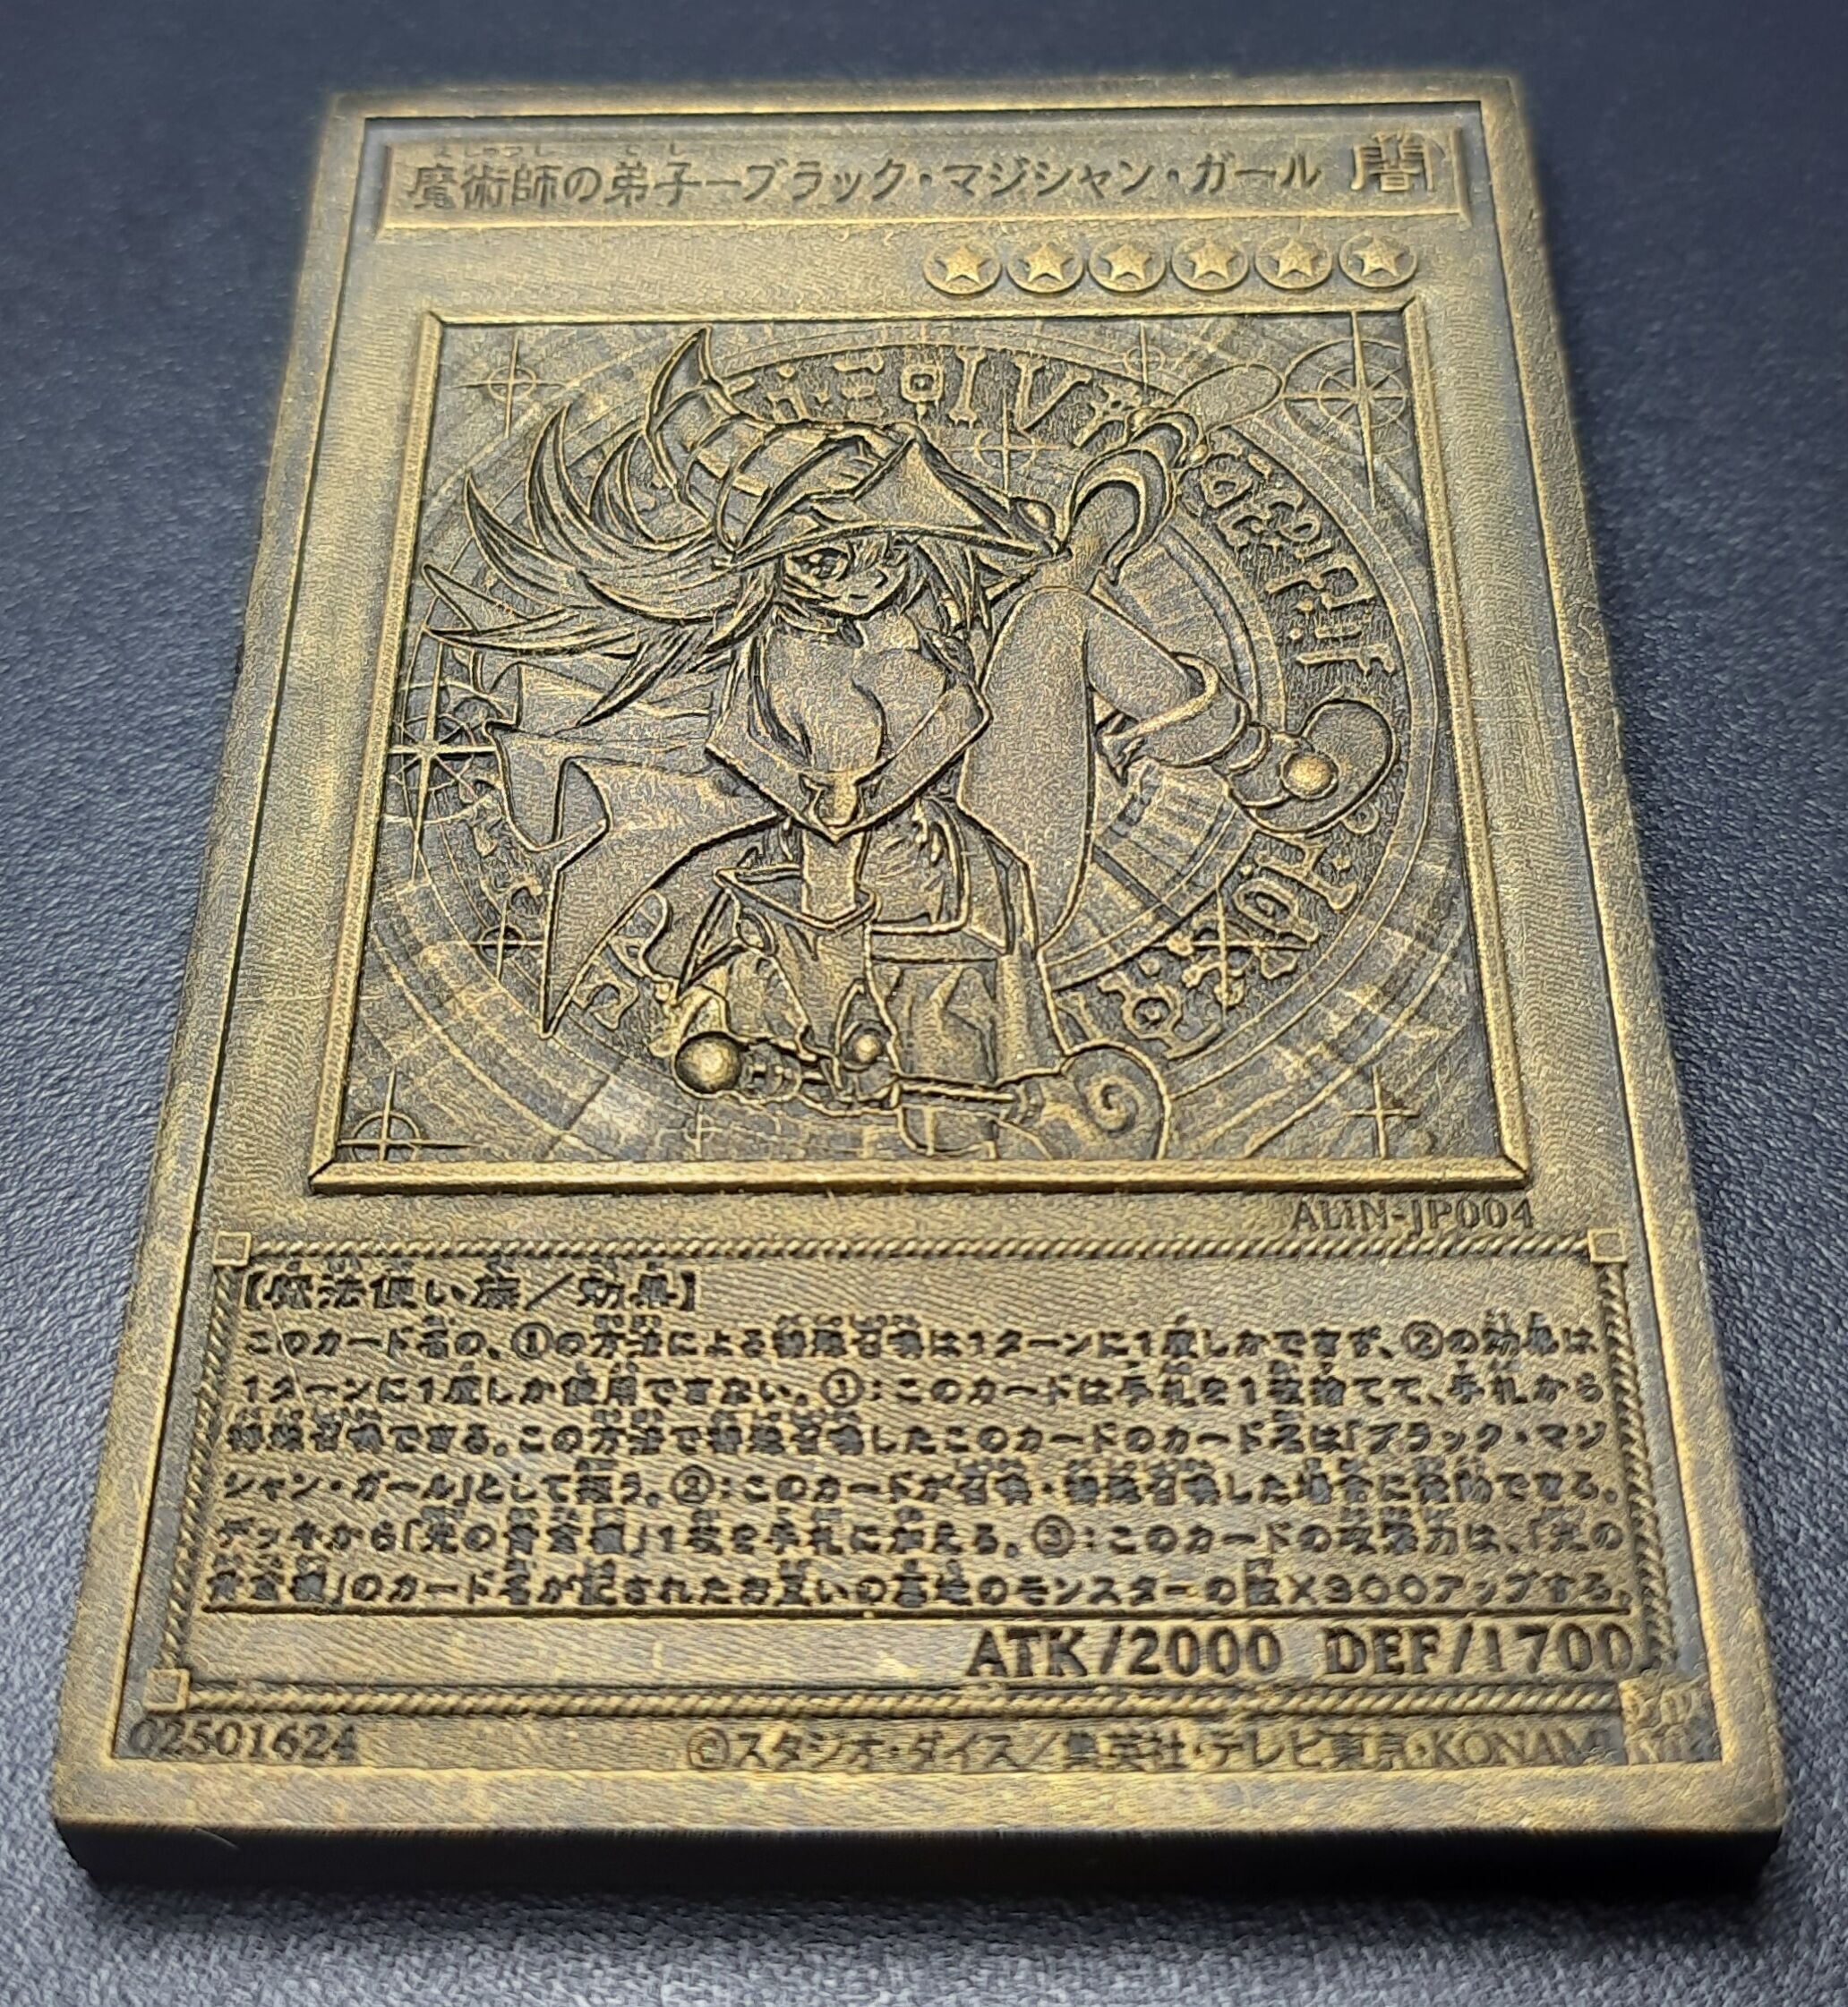 魔術師の弟子－ブラック・マジシャン・ガール 闇
ALIN-JP004
【魔法使い族／効果】
このカード名の、①の方法による特殊召喚は1ターンに1度しかできず、②の効果は
1ターンに1度しか使用できない。①：このカードは手札を1枚捨てて、手札から
特殊召喚できる。この方法で特殊召喚したこのカードのカード名は「ブラック・マジ
シャン・ガール」として扱う。②：このカードが召喚・特殊召喚した場合に発動できる。
デッキから「光の黄金櫃」1枚を手札に加える。③：このカードの攻撃力は、「光の
黄金櫃」のカード名が記されたお互いの墓地のモンスターの数×300アップする。
ATK/2000 DEF/1700
02501624
©スタジオ・ダイス／集英社・テレビ東京・KONAMI